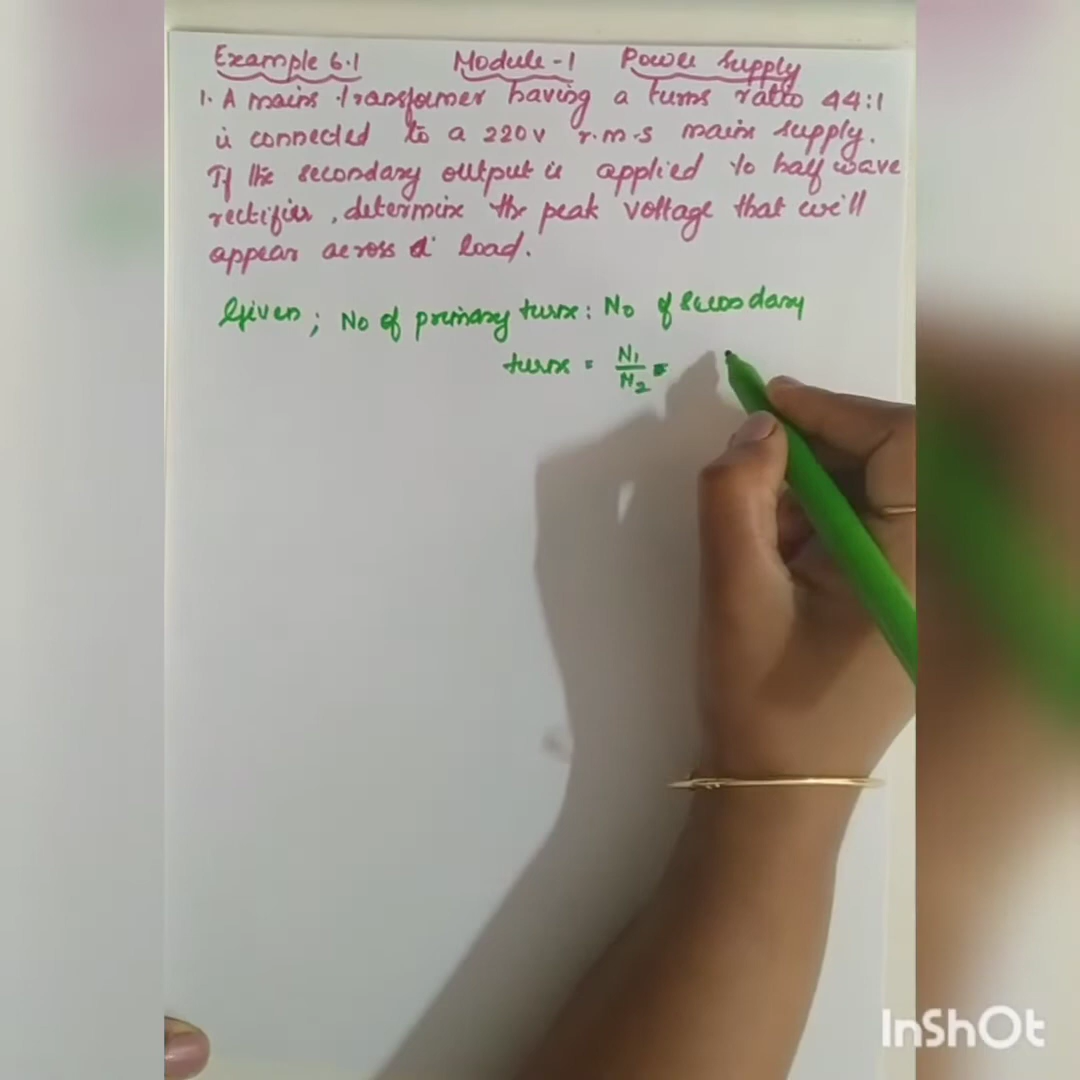 Example 6.1 Module-1 Power Supply
1. A mains transformer having a turns ratio 44:1
is connected to a 220v r.m.s mains supply.
If the secondary output is applied to half wave
rectifier, determine the peak voltage that will
appear across a load.
Given; No of primary turns: No of secondary
turns = N1/N2 =
InShOt